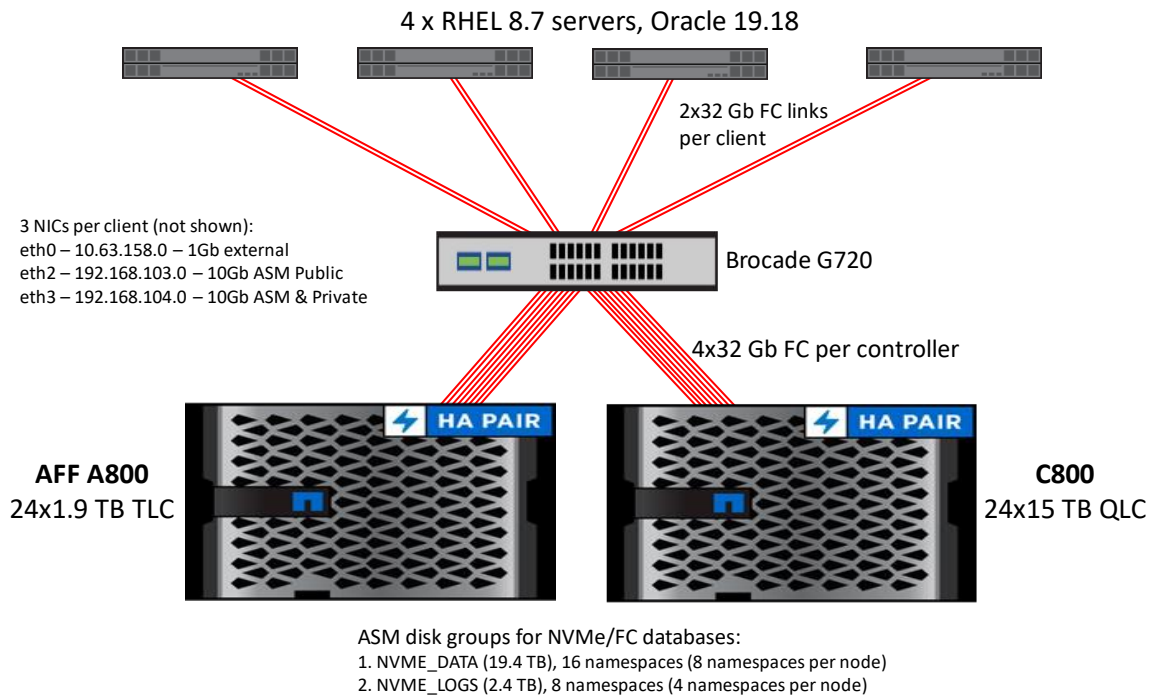 4 x RHEL 8.7 servers, Oracle 19.18
2x32 Gb FC links
per client
3 NICs per client (not shown):
eth0 – 10.63.158.0 – 1Gb external
eth2 – 192.168.103.0 – 10Gb ASM Public
eth3 – 192.168.104.0 – 10Gb ASM & Private
Brocade G720
4x32 Gb FC per controller
HA PAIR
HA PAIR
AFF A800
24x1.9 TB TLC
C800
24x15 TB QLC
ASM disk groups for NVMe/FC databases:
1. NVME_DATA (19.4 TB), 16 namespaces (8 namespaces per node)
2. NVME_LOGS (2.4 TB), 8 namespaces (4 namespaces per node)